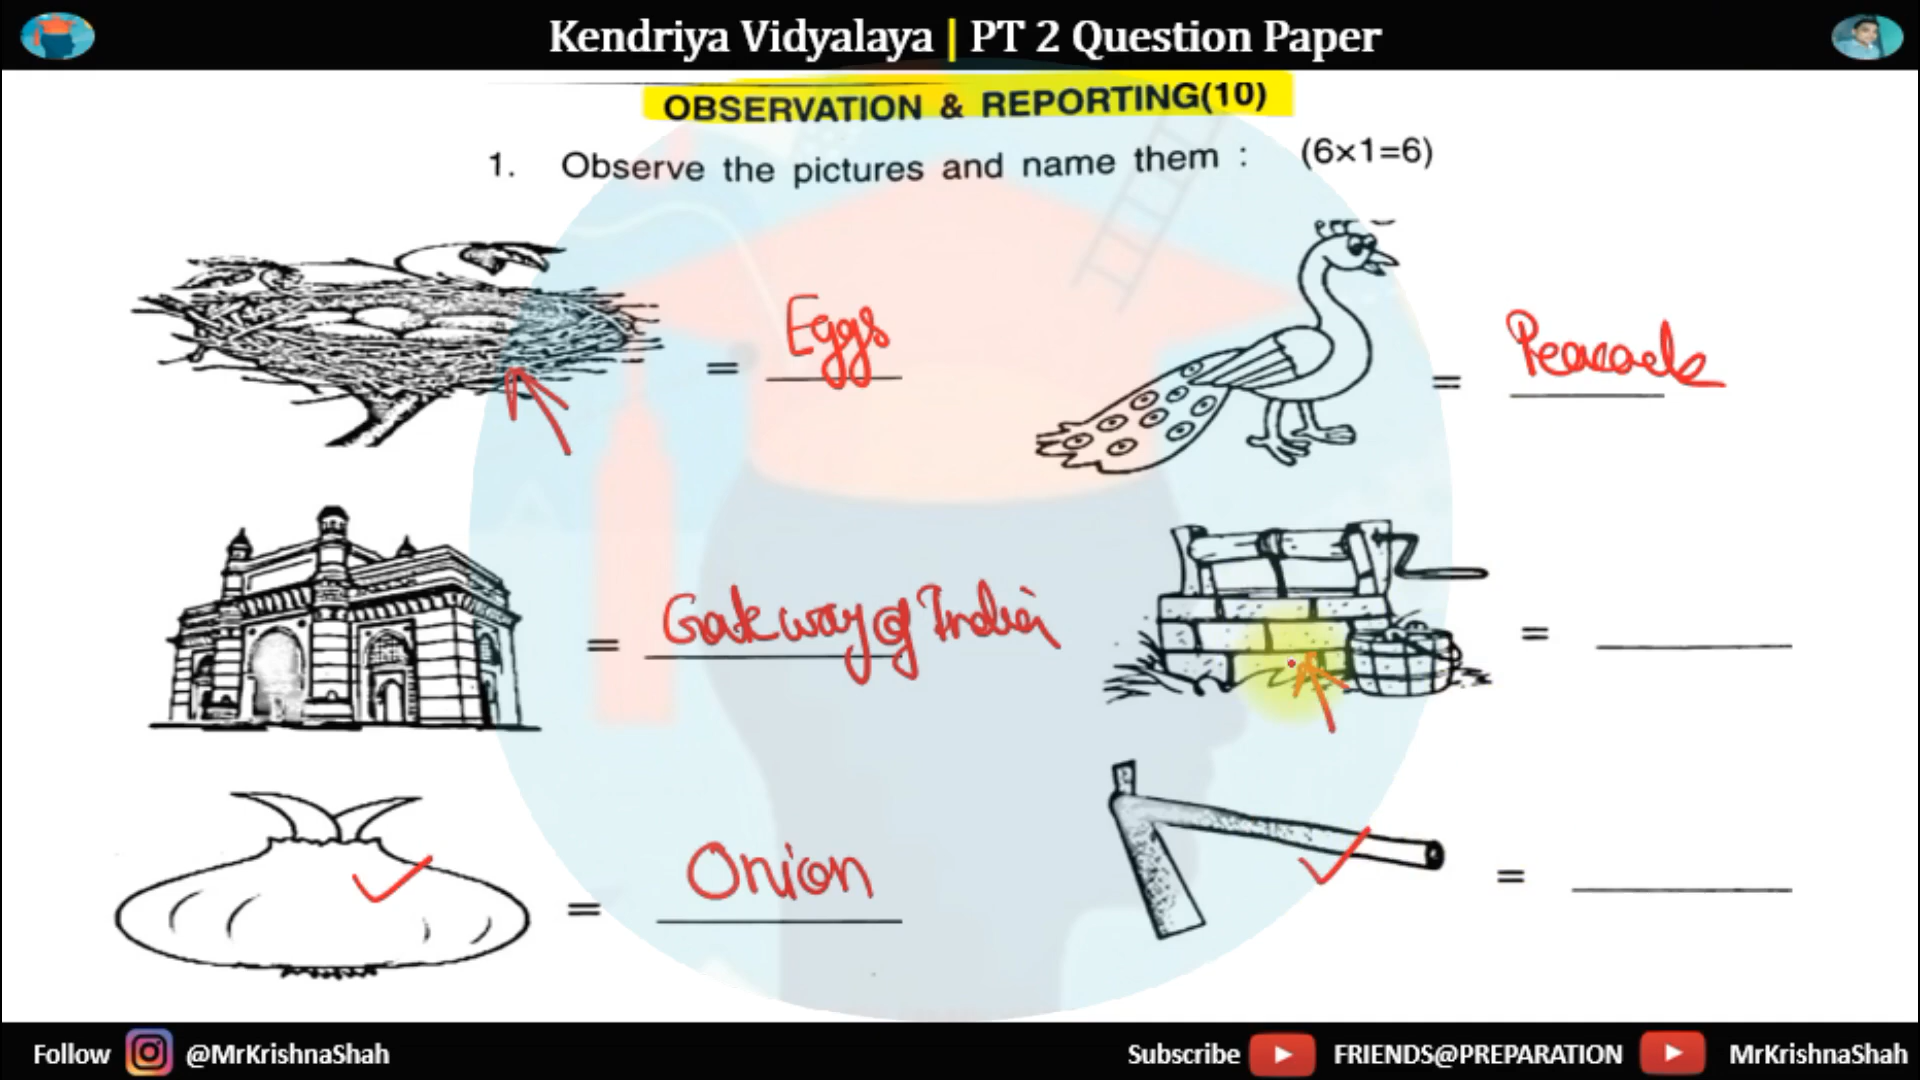 Kendriya Vidyalaya | PT 2 Question Paper
OBSERVATION & REPORTING(10)
1. Observe the pictures and name them : (6×1=6)
= Eggs
= Peacock
= Gateway of India
=
= Onion
=
Follow @MrKrishnaShah
Subscribe FRIENDS@PREPARATION MrKrishnaShah